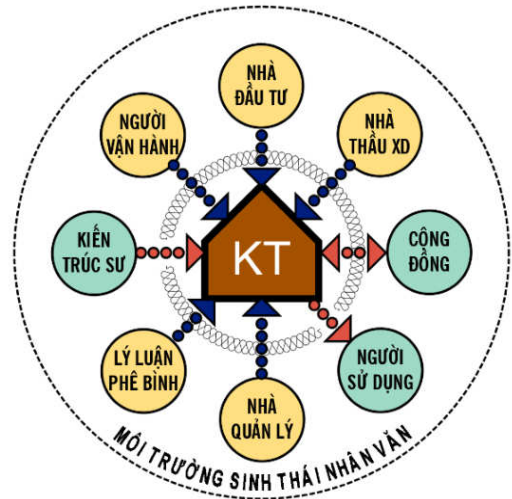 NHÀ
ĐẦU TƯ
NGƯỜI
VẬN HÀNH
NHÀ
THẦU XD
KIẾN
TRÚC SƯ
KT
CỘNG
ĐỒNG
LÝ LUẬN
PHÊ BÌNH
NGƯỜI
SỬ DỤNG
NHÀ
QUẢN LÝ
MÔI TRƯỜNG SINH THÁI NHÂN VĂN